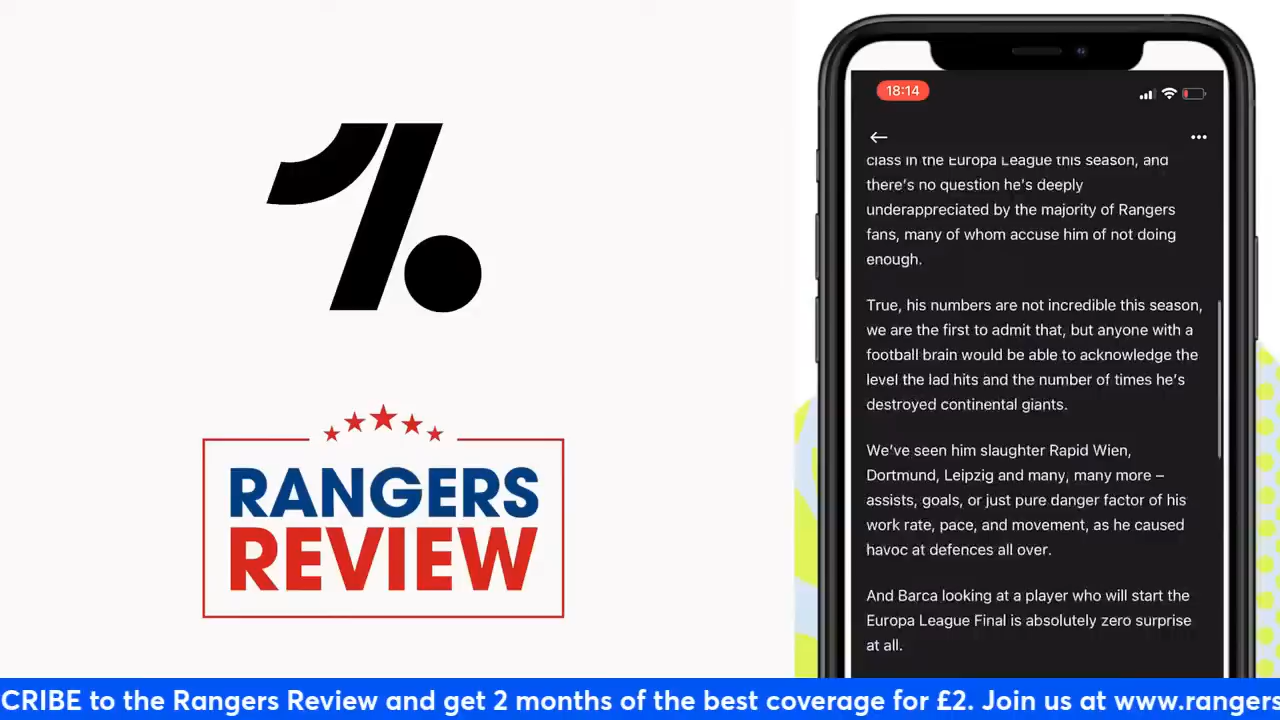 RANGERS
REVIEW
18:14
class in the Europa League this season, and
there's no question he's deeply
underappreciated by the majority of Rangers
fans, many of whom accuse him of not doing
enough.
True, his numbers are not incredible this season,
we are the first to admit that, but anyone with a
football brain would be able to acknowledge the
level the lad hits and the number of times he's
destroyed continental giants.
We've seen him slaughter Rapid Wien,
Dortmund, Leipzig and many, many more –
assists, goals, or just pure danger factor of his
work rate, pace, and movement, as he caused
havoc at defences all over.
And Barca looking at a player who will start the
Europa League Final is absolutely zero surprise
at all.
CRIBE to the Rangers Review and get 2 months of the best coverage for £2. Join us at www.rangers